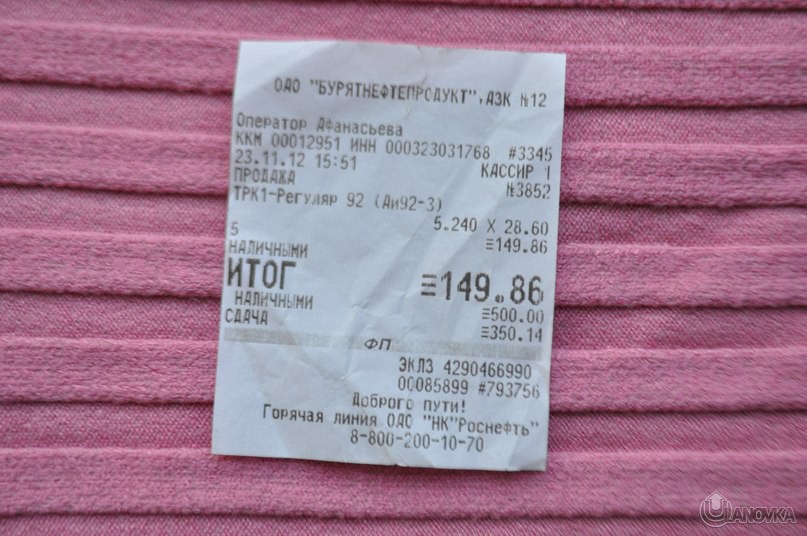 ОАО "БУРЯТНЕФТЕПРОДУКТ",АЗК №12
Оператор Афанасьева
ККМ 00012951 ИНН 000323031768 #3345
23.11.12 15:51 КАССИР 1
ПРОДАЖА №3852
ТРК1-Регуляр 92 (Аи92-3)
5.240 X 28.60
5 ≡149.86
НАЛИЧНЫМИ
ИТОГ ≡149.86
НАЛИЧНЫМИ ≡500.00
СДАЧА ≡350.14
ФП
ЭКЛЗ 4290466990
00085899 #793756
Доброго пути!
Горячая линия ОАО "НК"Роснефть"
8-800-200-10-70
ULANOVKA